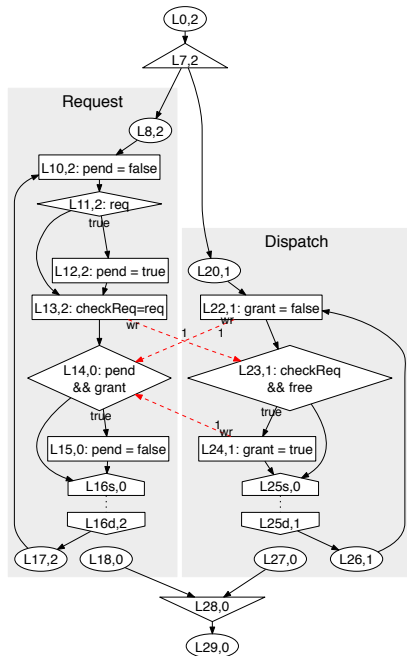 L0,2
L7,2
Request
L8,2
L10,2: pend = false
L11,2: req
true
Dispatch
L12,2: pend = true
L20,1
L13,2: checkReq=req
wr
L22,1: grant = false
wr
1
1
L14,0: pend
&& grant
L23,1: checkReq
&& free
true
true
1
wr
L15,0: pend = false
L24,1: grant = true
L16s,0
L25s,0
L16d,2
L25d,1
L17,2
L18,0
L27,0
L26,1
L28,0
L29,0